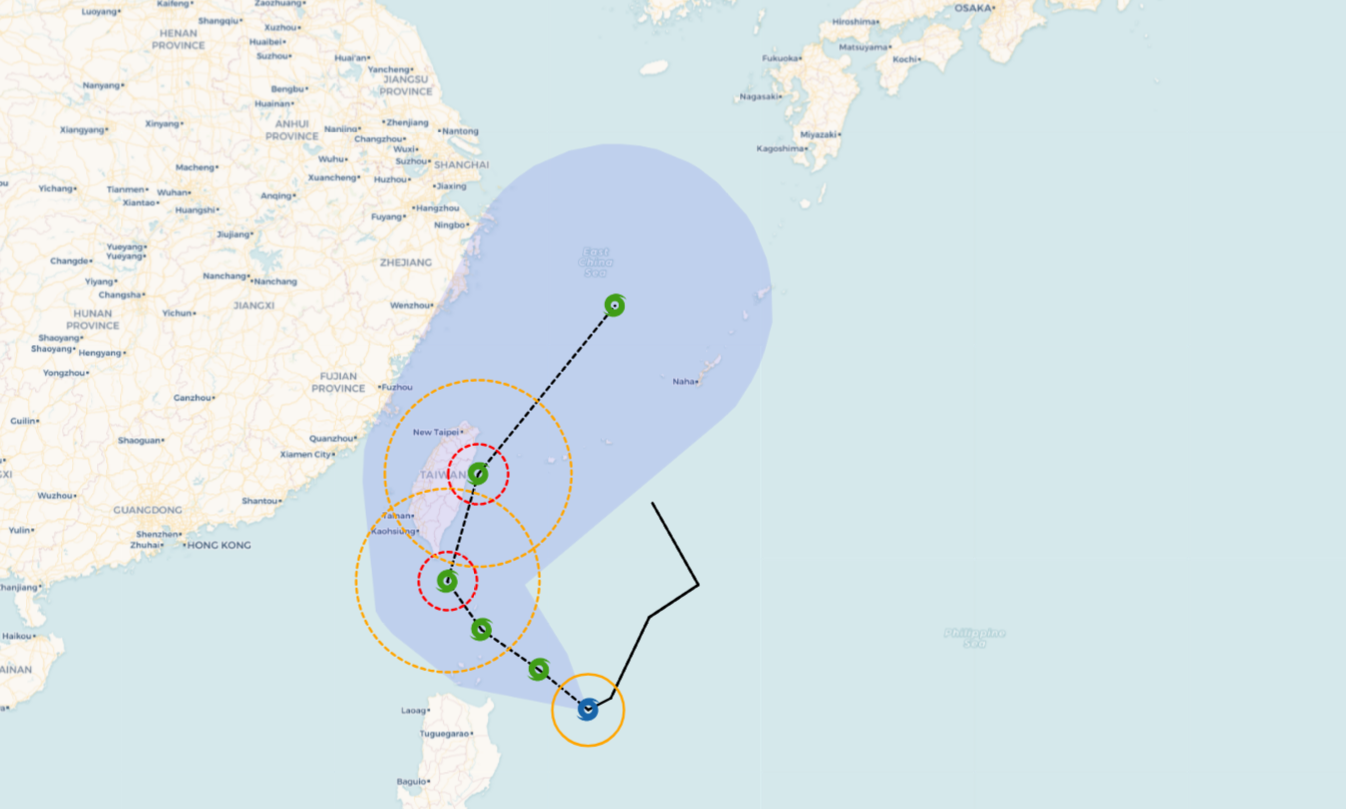 Luoyang
Kaifeng
Zaozhuang
OSAKA
Shangqiu
Xuzhou
Hiroshima
HENAN
PROVINCE
Huaibei
Suzhou
Huai'an
Matsuyama
Fukuoka
Kochi
Yancheng
JIANGSU
PROVINCE
Nanyang
Bengbu
Huainan
Nagasaki
Xiangyang
Xinyang
ANHUI
PROVINCE
Nanjing
Zhenjiang
Changzhou
Nantong
Miyazaki
Kagoshima
Wuxi
Wuhu
Suzhou
SHANGHAI
Macheng
Xuancheng
Huzhou
Jiaxing
Yichang
Tianmen
Wuhan
Xiantao
Anqing
Huangshi
Hangzhou
Fuyang
Ningbo
Jiujiang
Yueyang
Yueyang
Changde
ZHEJIANG
East
China
Sea
Nanchang
Nanchang
Yiyang
Changsha
JIANGXI
Wenzhou
HUNAN
PROVINCE
Yichun
Shaoyang
Shaoyang
Hengyang
Yongzhou
FUJIAN
PROVINCE
Fuzhou
Naha
Ganzhou
Guilin
New Taipei
Shaoguan
Quanzhou
Xiamen City
TAIWAN
Wuzhou
Shantou
GUANGDONG
Tainan
Kaohsiung
Yulin
Shenzhen
Zhuhai
HONG KONG
Zhanjiang
Haikou
Philippine
Sea
Laoag
Tuguegarao
Baguio